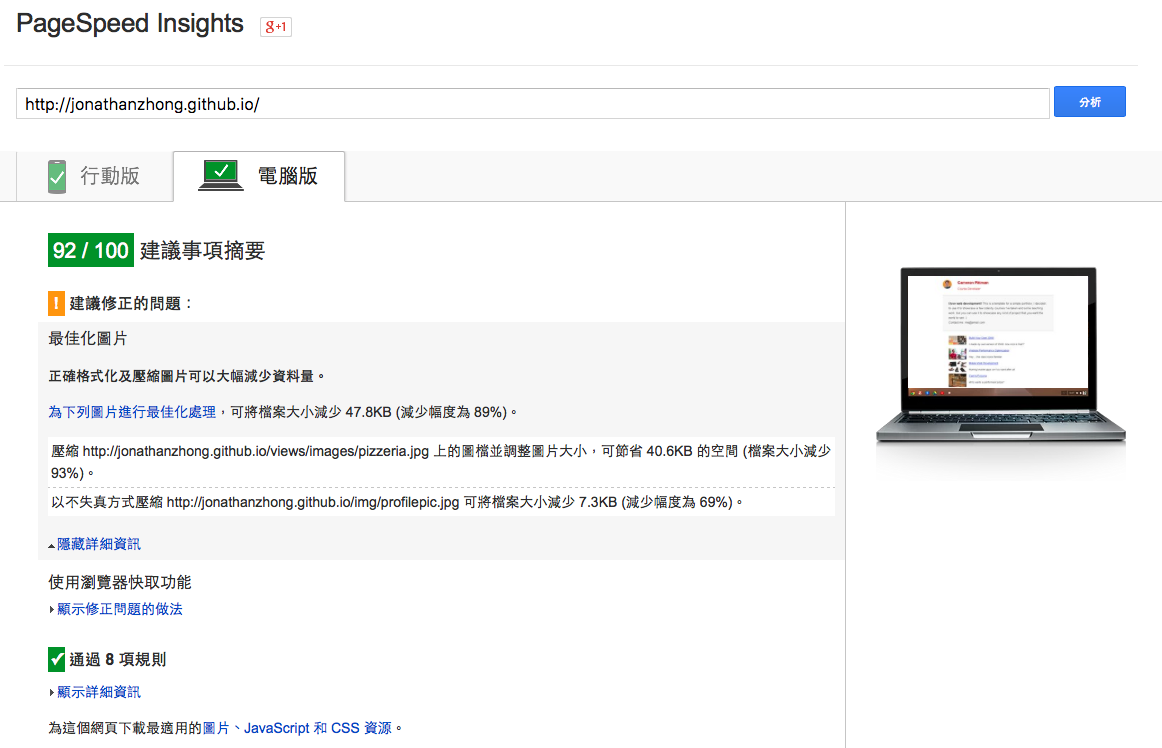 PageSpeed Insights
g+1
http://jonathanzhong.github.io/
分析
行動版
電腦版
92 / 100 建議事項摘要
! 建議修正的問題：
最佳化圖片
正確格式化及壓縮圖片可以大幅減少資料量。
為下列圖片進行最佳化處理，可將檔案大小減少 47.8KB (減少幅度為 89%)。
壓縮 http://jonathanzhong.github.io/views/images/pizzeria.jpg 上的圖檔並調整圖片大小，可節省 40.6KB 的空間 (檔案大小減少
93%)。
以不失真方式壓縮 http://jonathanzhong.github.io/img/profilepic.jpg 可將檔案大小減少 7.3KB (減少幅度為 69%)。
隱藏詳細資訊
使用瀏覽器快取功能
顯示修正問題的做法
通過 8 項規則
顯示詳細資訊
為這個網頁下載最適用的圖片、JavaScript 和 CSS 資源。